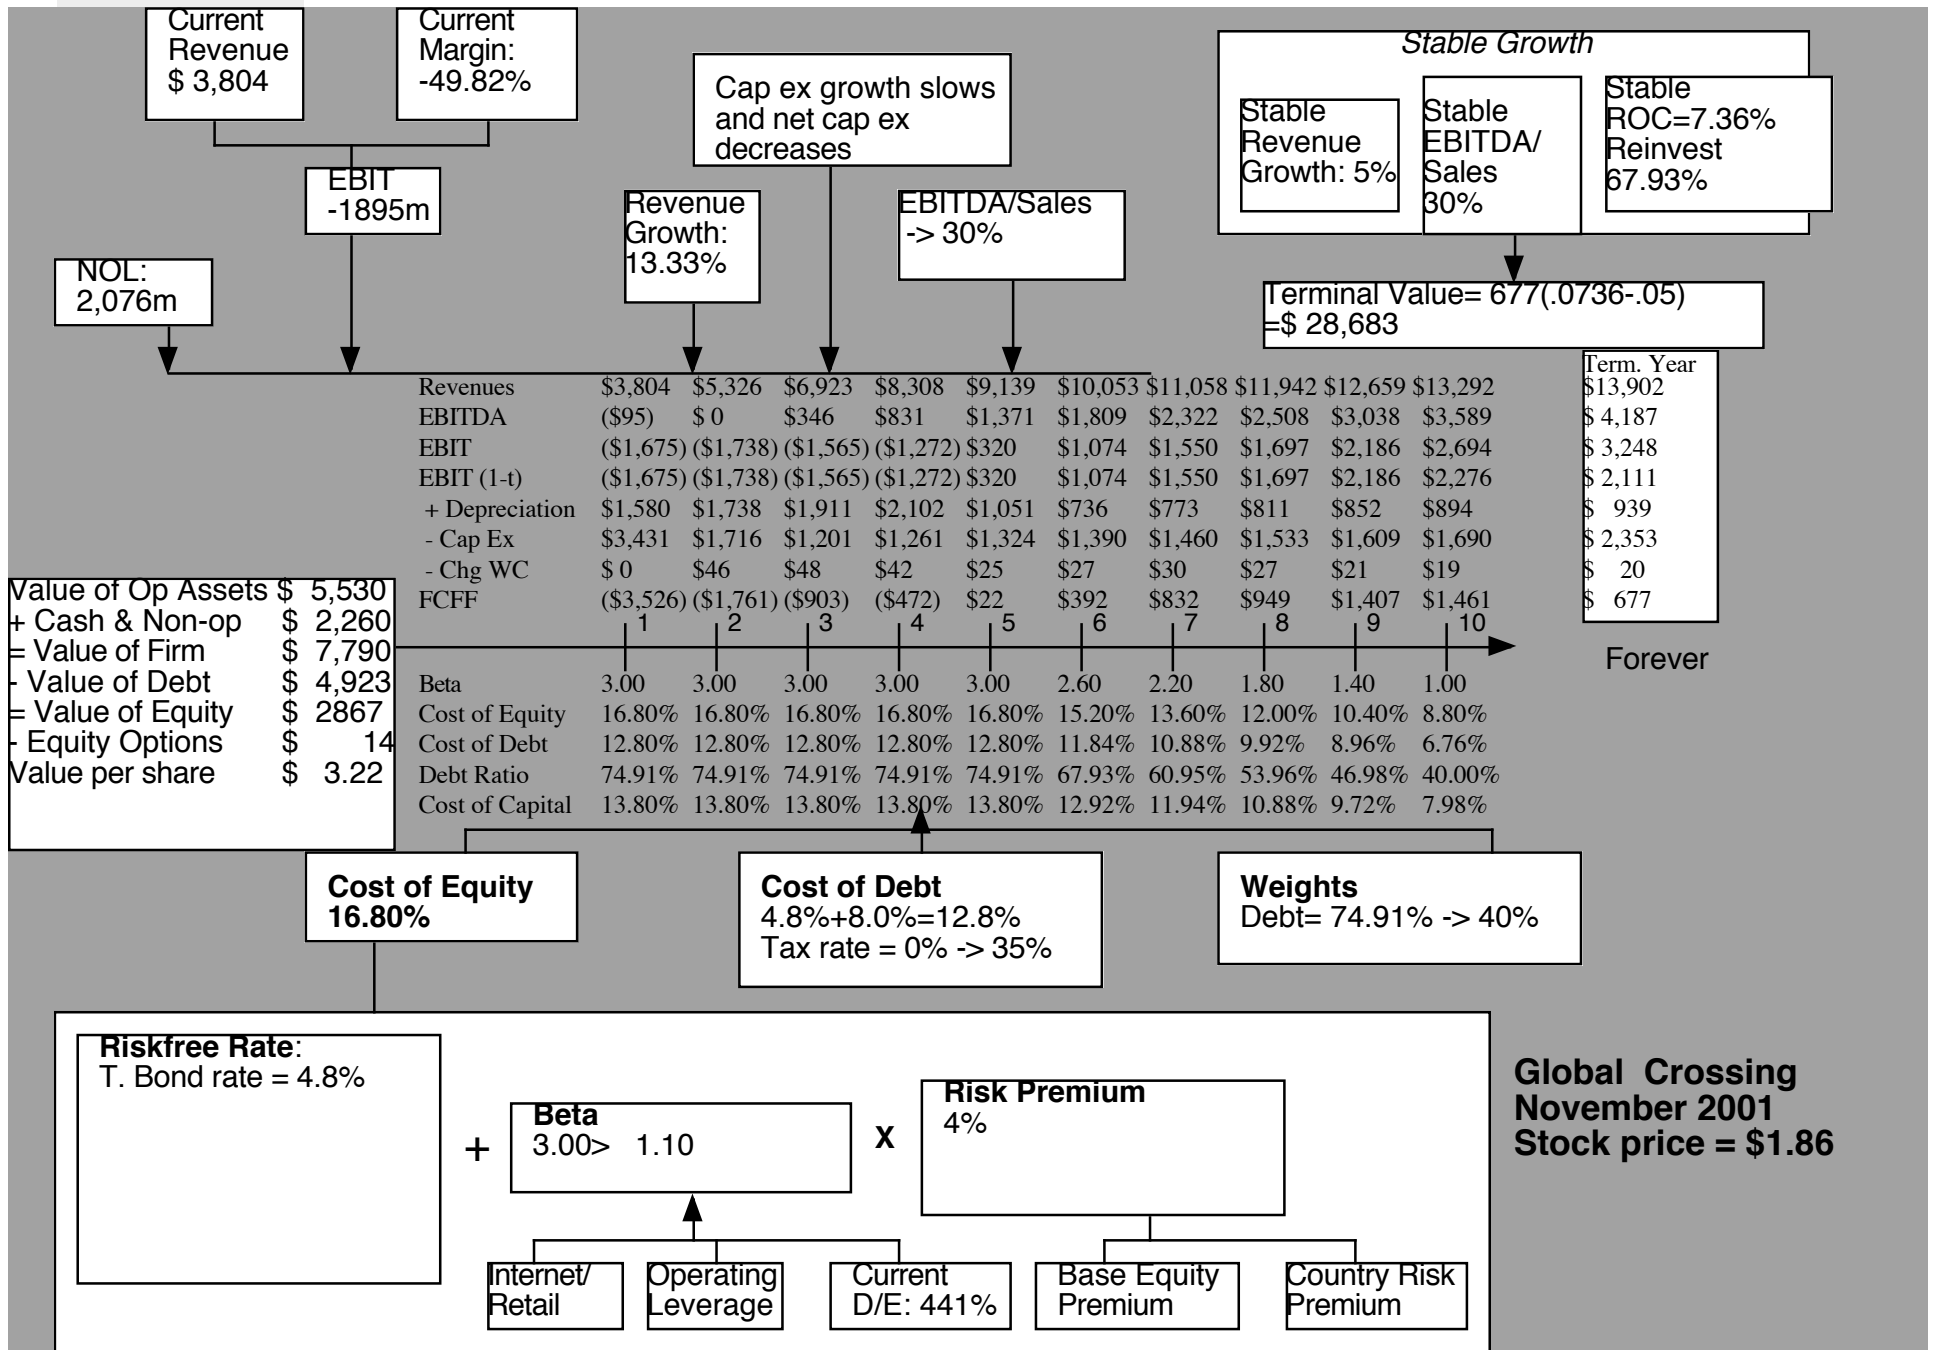 Current
Revenue
$ 3,804
Current
Margin:
-49.82%
EBIT
-1895m
NOL:
2,076m
Cap ex growth slows
and net cap ex
decreases
Revenue
Growth:
13.33%
EBITDA/Sales
-> 30%
Stable Growth
Stable
Revenue
Growth: 5%
Stable
EBITDA/
Sales
30%
Stable
ROC=7.36%
Reinvest
67.93%
Terminal Value= 677(.0736-.05)
=$ 28,683
Term. Year
$13,902
$ 4,187
$ 3,248
$ 2,111
$ 939
$ 2,353
$ 20
$ 677
Forever
Revenues $3,804 $5,326 $6,923 $8,308 $9,139 $10,053 $11,058 $11,942 $12,659 $13,292
EBITDA ($95) $ 0 $346 $831 $1,371 $1,809 $2,322 $2,508 $3,038 $3,589
EBIT ($1,675) ($1,738) ($1,565) ($1,272) $320 $1,074 $1,550 $1,697 $2,186 $2,694
EBIT (1-t) ($1,675) ($1,738) ($1,565) ($1,272) $320 $1,074 $1,550 $1,697 $2,186 $2,276
+ Depreciation $1,580 $1,738 $1,911 $2,102 $1,051 $736 $773 $811 $852 $894
- Cap Ex $3,431 $1,716 $1,201 $1,261 $1,324 $1,390 $1,460 $1,533 $1,609 $1,690
- Chg WC $ 0 $46 $48 $42 $25 $27 $30 $27 $21 $19
FCFF ($3,526) ($1,761) ($903) ($472) $22 $392 $832 $949 $1,407 $1,461
1 2 3 4 5 6 7 8 9 10
Beta 3.00 3.00 3.00 3.00 3.00 2.60 2.20 1.80 1.40 1.00
Cost of Equity 16.80% 16.80% 16.80% 16.80% 16.80% 15.20% 13.60% 12.00% 10.40% 8.80%
Cost of Debt 12.80% 12.80% 12.80% 12.80% 12.80% 11.84% 10.88% 9.92% 8.96% 6.76%
Debt Ratio 74.91% 74.91% 74.91% 74.91% 74.91% 67.93% 60.95% 53.96% 46.98% 40.00%
Cost of Capital 13.80% 13.80% 13.80% 13.80% 13.80% 12.92% 11.94% 10.88% 9.72% 7.98%
Value of Op Assets $ 5,530
+ Cash & Non-op $ 2,260
= Value of Firm $ 7,790
- Value of Debt $ 4,923
= Value of Equity $ 2867
- Equity Options $ 14
Value per share $ 3.22
Cost of Equity
16.80%
Cost of Debt
4.8%+8.0%=12.8%
Tax rate = 0% -> 35%
Weights
Debt= 74.91% -> 40%
Riskfree Rate:
T. Bond rate = 4.8%
+
Beta
3.00> 1.10
X
Risk Premium
4%
Internet/
Retail
Operating
Leverage
Current
D/E: 441%
Base Equity
Premium
Country Risk
Premium
Global Crossing
November 2001
Stock price = $1.86